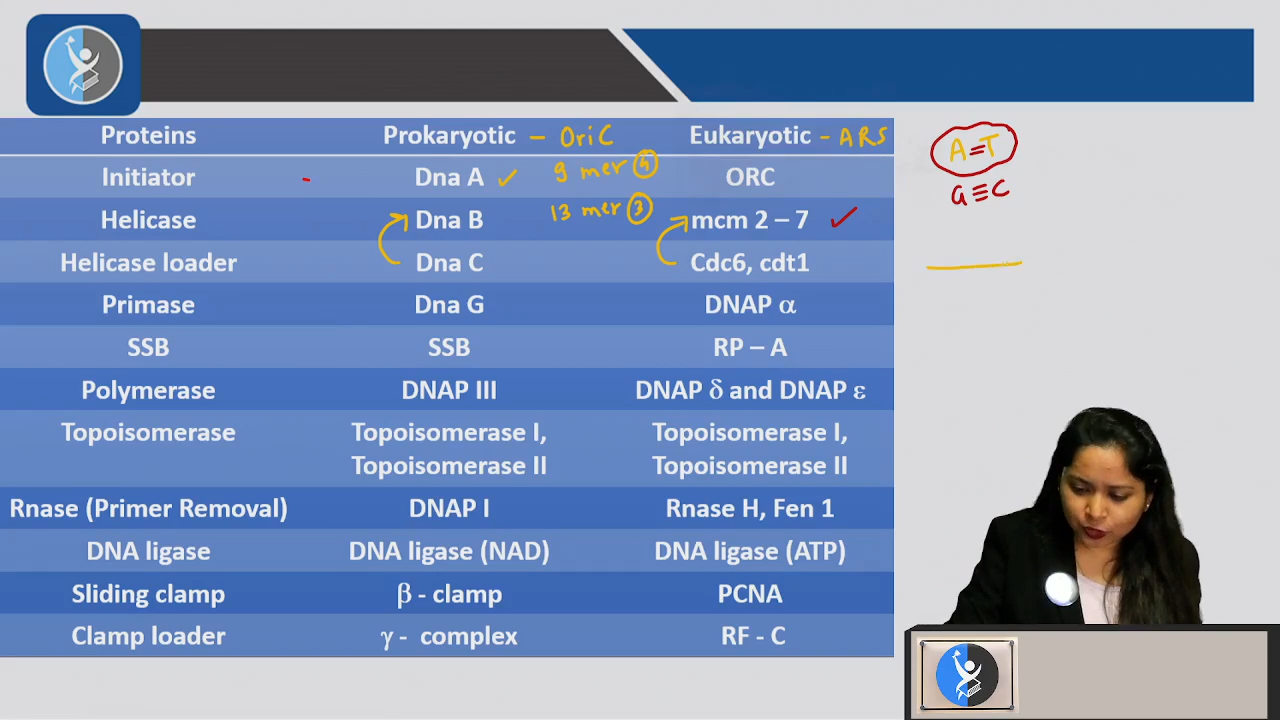 Proteins Prokaryotic – OriC Eukaryotic - ARS
Initiator - Dna A ✓ 9 mer ④ ORC
Helicase Dna B 13 mer ③ mcm 2 – 7 ✓
Helicase loader Dna C Cdc6, cdt1
Primase Dna G DNAP α
SSB SSB RP – A
Polymerase DNAP III DNAP δ and DNAP ε
Topoisomerase Topoisomerase I, Topoisomerase I,
Topoisomerase II Topoisomerase II
Rnase (Primer Removal) DNAP I Rnase H, Fen 1
DNA ligase DNA ligase (NAD) DNA ligase (ATP)
Sliding clamp β - clamp PCNA
Clamp loader γ - complex RF - C
A=T
G≡C